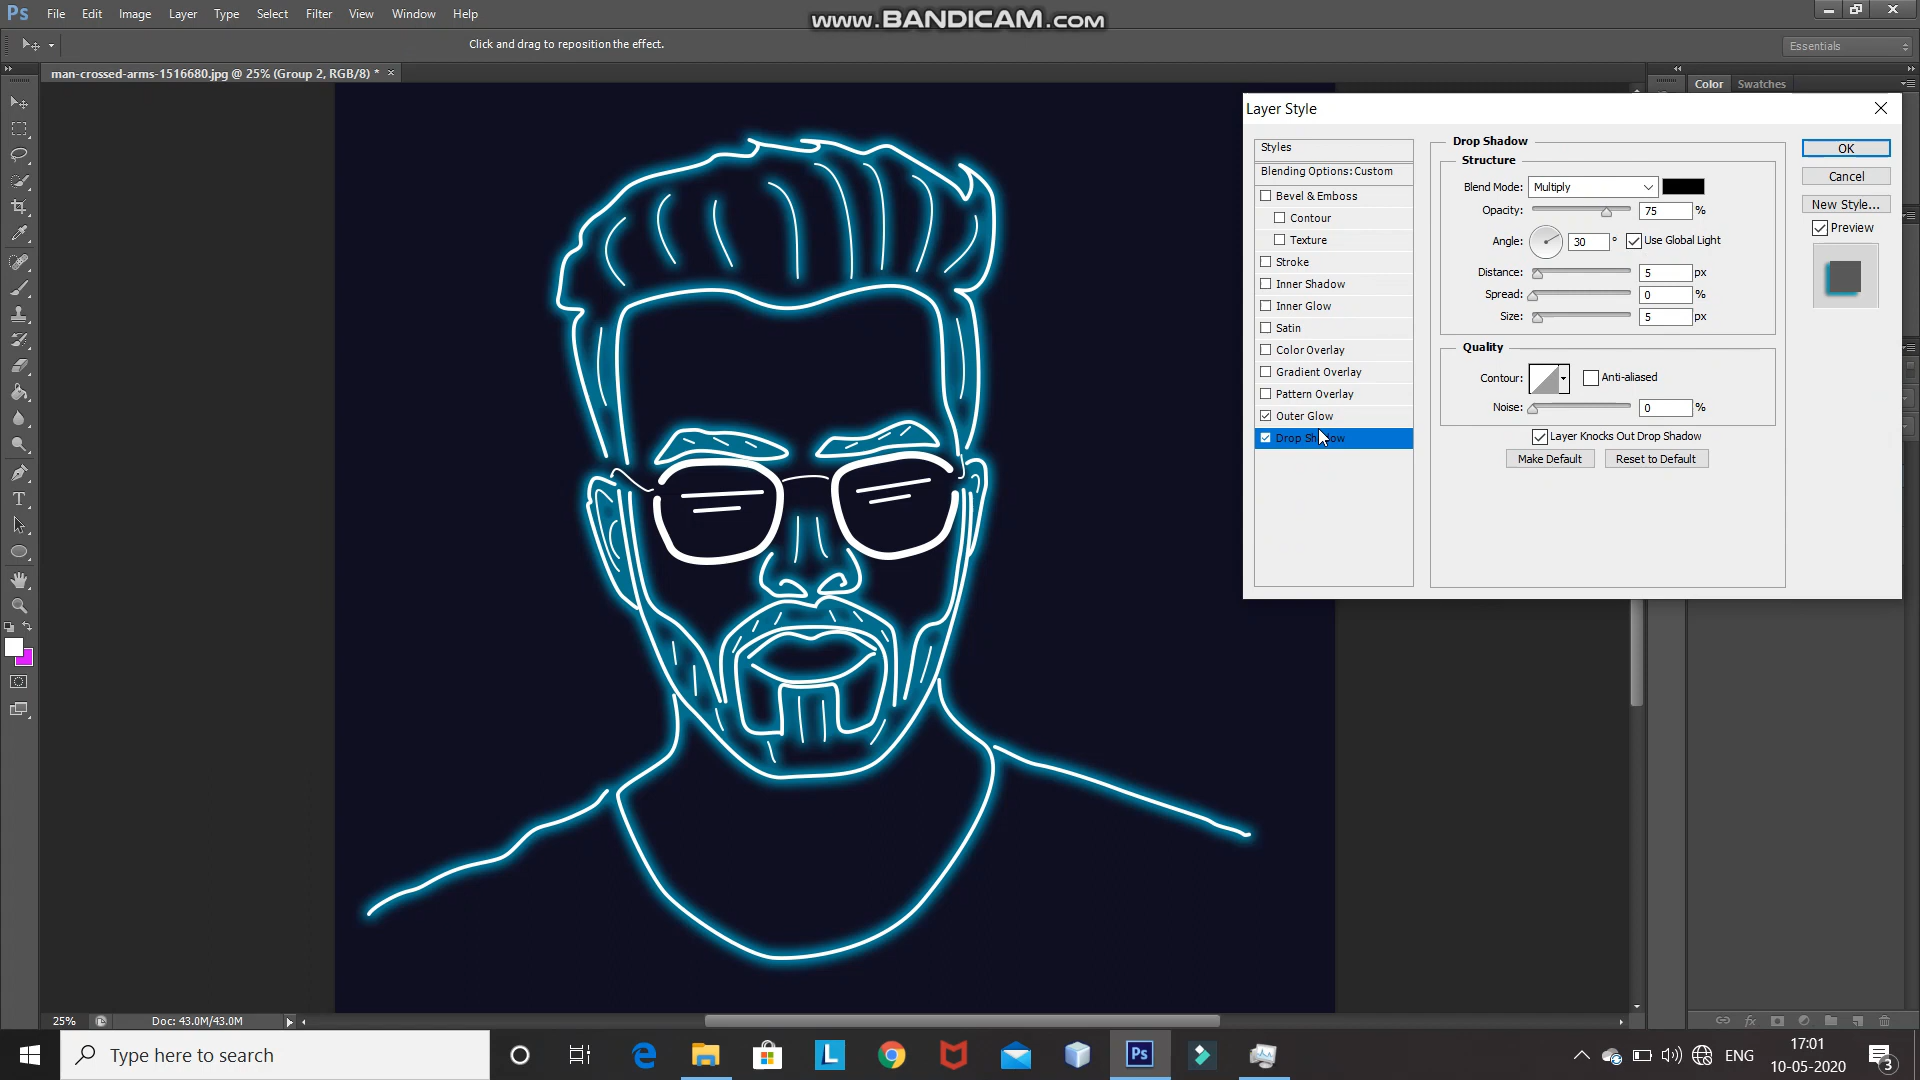 www.BANDICAM.com
Ps File Edit Image Layer Type Select Filter View Window Help
Click and drag to reposition the effect.
Essentials
man-crossed-arms-1516680.jpg @ 25% (Group 2, RGB/8) *
Color Swatches
Layer Style
Styles
Blending Options: Custom
Bevel & Emboss
Contour
Texture
Stroke
Inner Shadow
Inner Glow
Satin
Color Overlay
Gradient Overlay
Pattern Overlay
Outer Glow
Drop Shadow
Drop Shadow
Structure
Blend Mode: Multiply
Opacity: 75 %
Angle: 30 ° Use Global Light
Distance: 5 px
Spread: 0 %
Size: 5 px
Quality
Contour: Anti-aliased
Noise: 0 %
Layer Knocks Out Drop Shadow
Make Default Reset to Default
OK
Cancel
New Style...
Preview
25% Doc: 43.0M/43.0M
Type here to search
L
Ps
ENG
17:01
10-05-2020
3